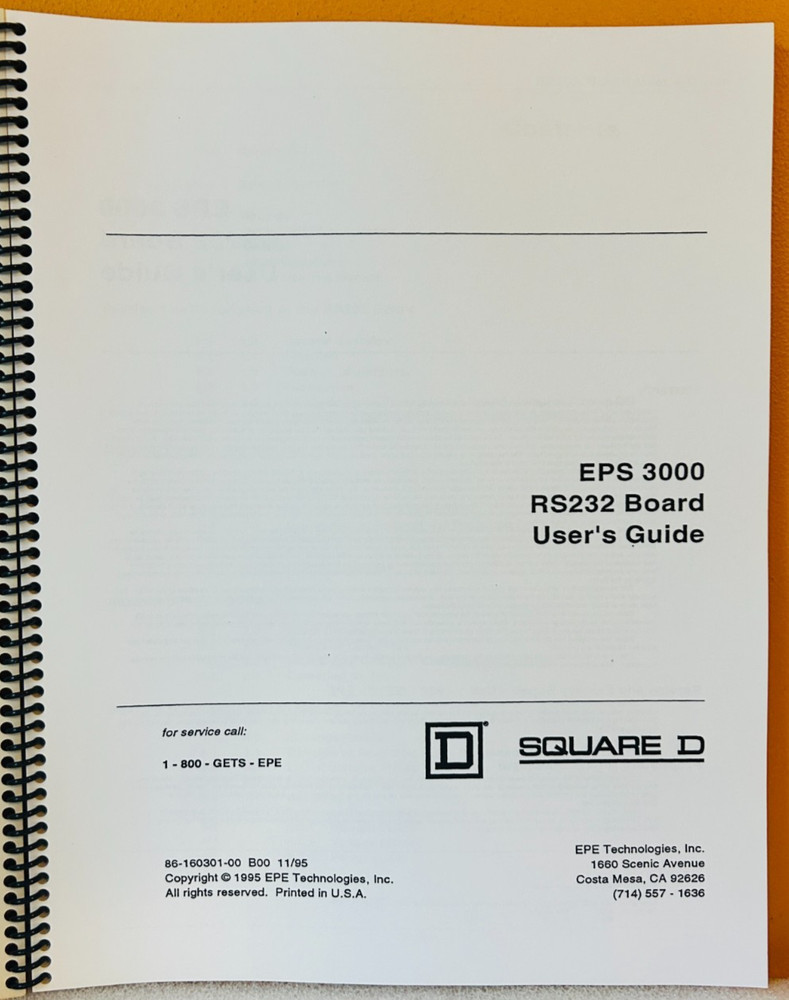 EPS 3000
RS232 Board
User's Guide
for service call:
1 - 800 - GETS - EPE
D
SQUARE D
86-160301-00 B00 11/95
Copyright © 1995 EPE Technologies, Inc.
All rights reserved. Printed in U.S.A.
EPE Technologies, Inc.
1660 Scenic Avenue
Costa Mesa, CA 92626
(714) 557 - 1636